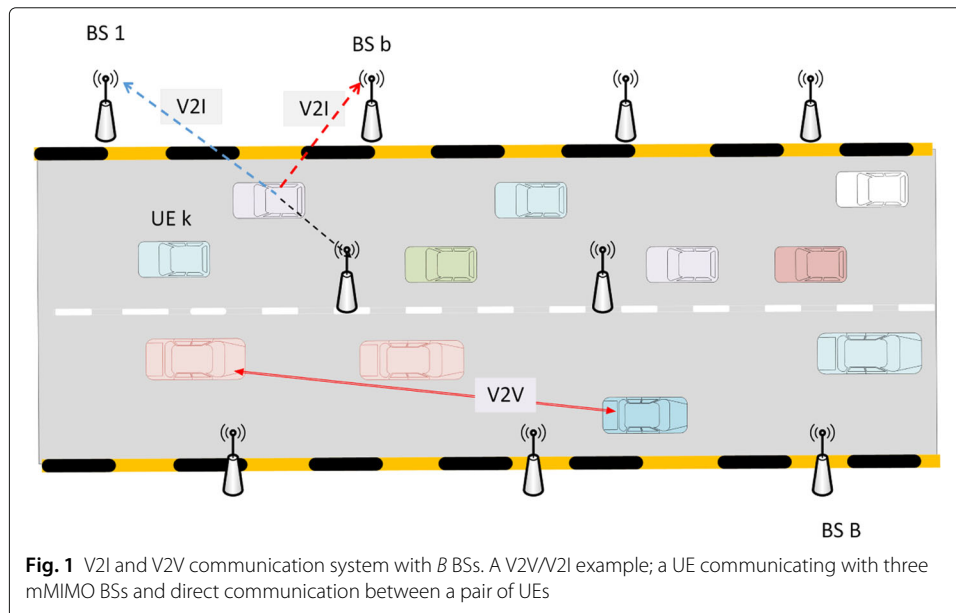 BS 1
BS b
V2I
V2I
UE k
V2V
BS B
Fig. 1 V2I and V2V communication system with B BSs. A V2V/V2I example; a UE communicating with three
mMIMO BSs and direct communication between a pair of UEs